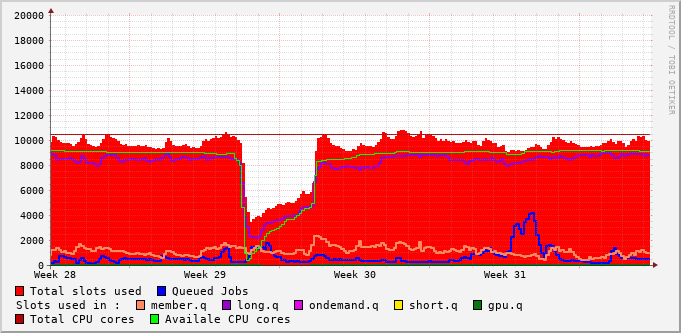 20000
18000
16000
14000
12000
10000
8000
6000
4000
2000
0
Week 28 Week 29 Week 30 Week 31
RRDTOOL / TOBI OETIKER
Total slots used Queued Jobs
Slots used in : member.q long.q ondemand.q short.q gpu.q
Total CPU cores Availale CPU cores